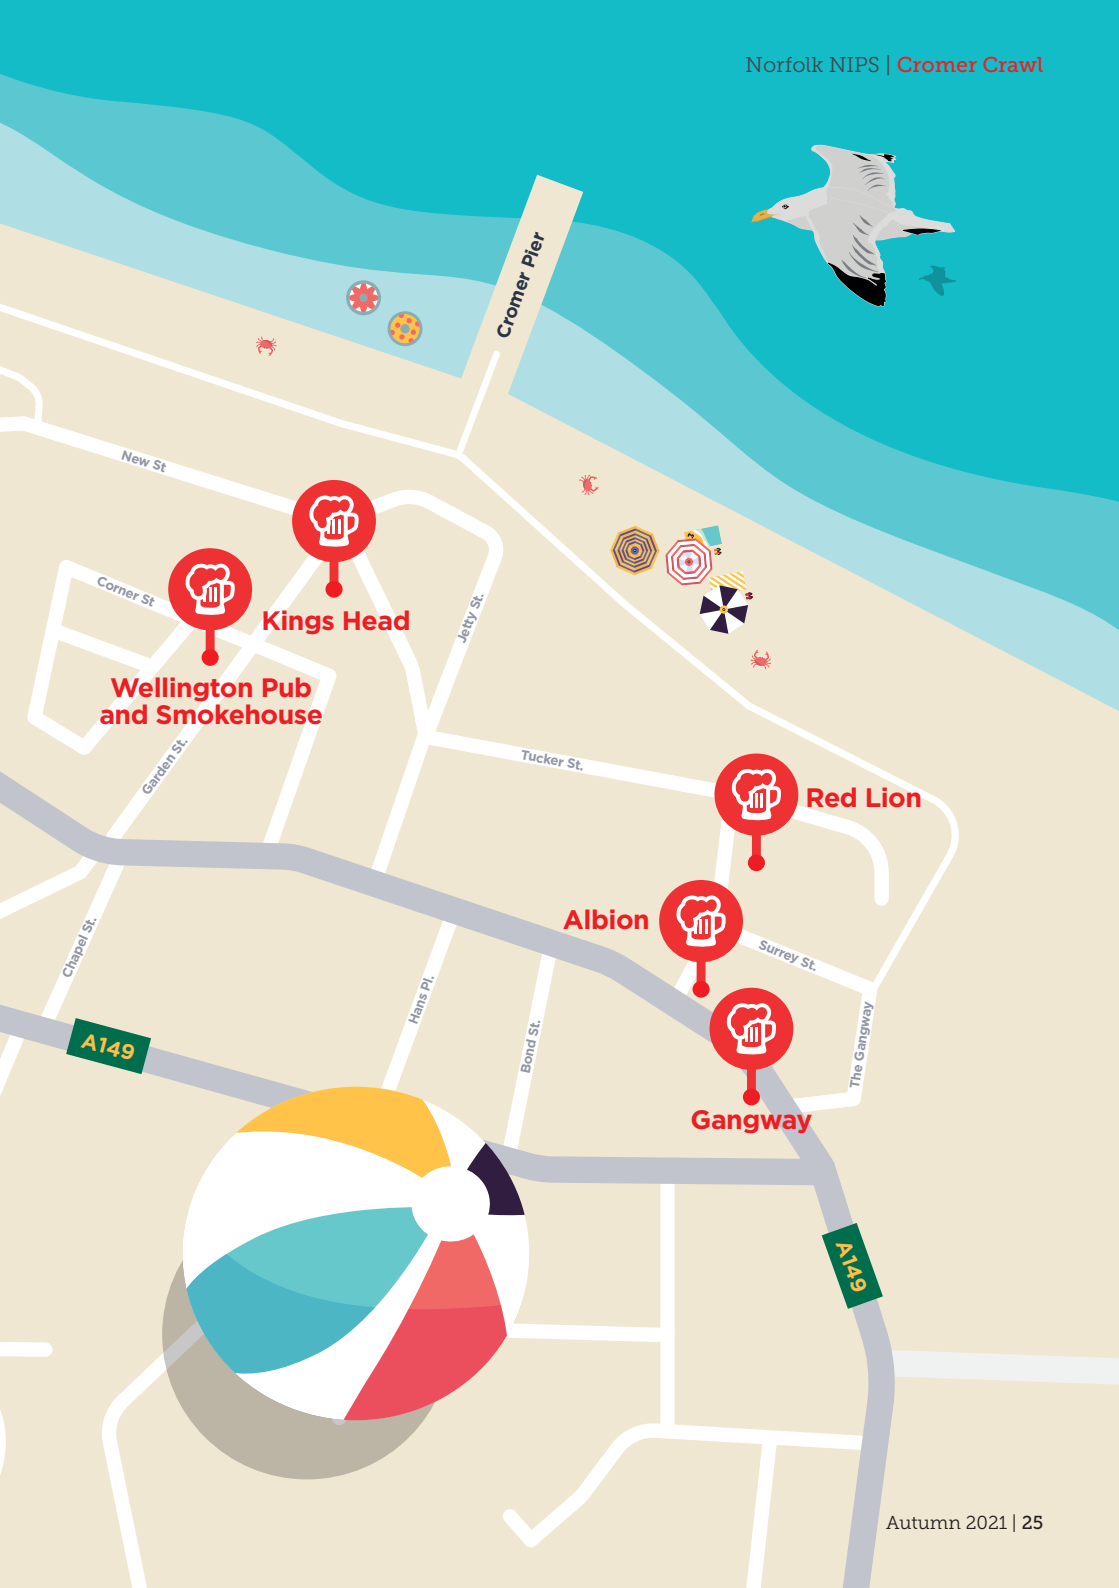 Norfolk NIPS | Cromer Crawl
Cromer Pier
New St
Corner St
Kings Head
Jetty St.
Wellington Pub
and Smokehouse
Garden St.
Tucker St.
Red Lion
Albion
Chapel St.
Surrey St.
Hans Pl.
Bond St.
The Gangway
A149
Gangway
A149
Autumn 2021 | 25